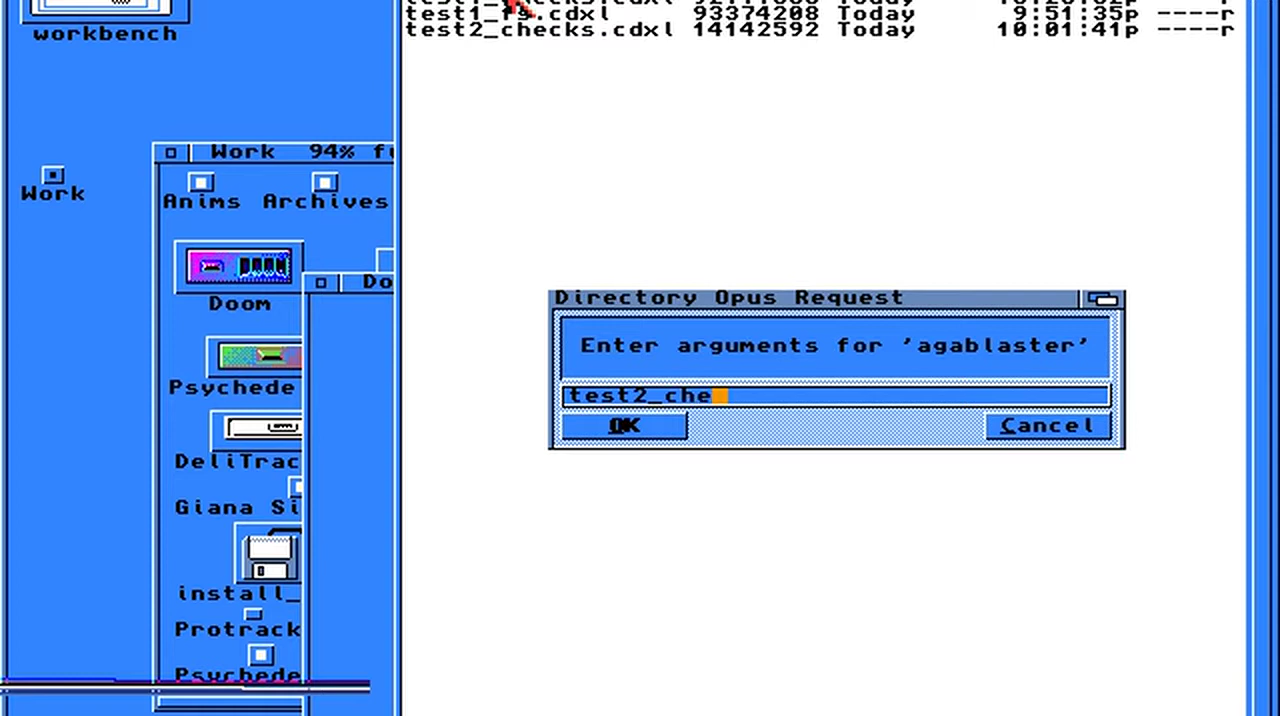 workbench
test1_fs.cdxl 93374208 Today 9:51:35p ----r
test2_checks.cdxl 14142592 Today 10:01:41p ----r
Work 94%
Work
Anims Archives
Doom
Do
Directory Opus Request
Enter arguments for 'agablaster'
test2_che
OK Cancel
Psychede
DeliTrac
Giana Si
install_
Protrack
Psychede